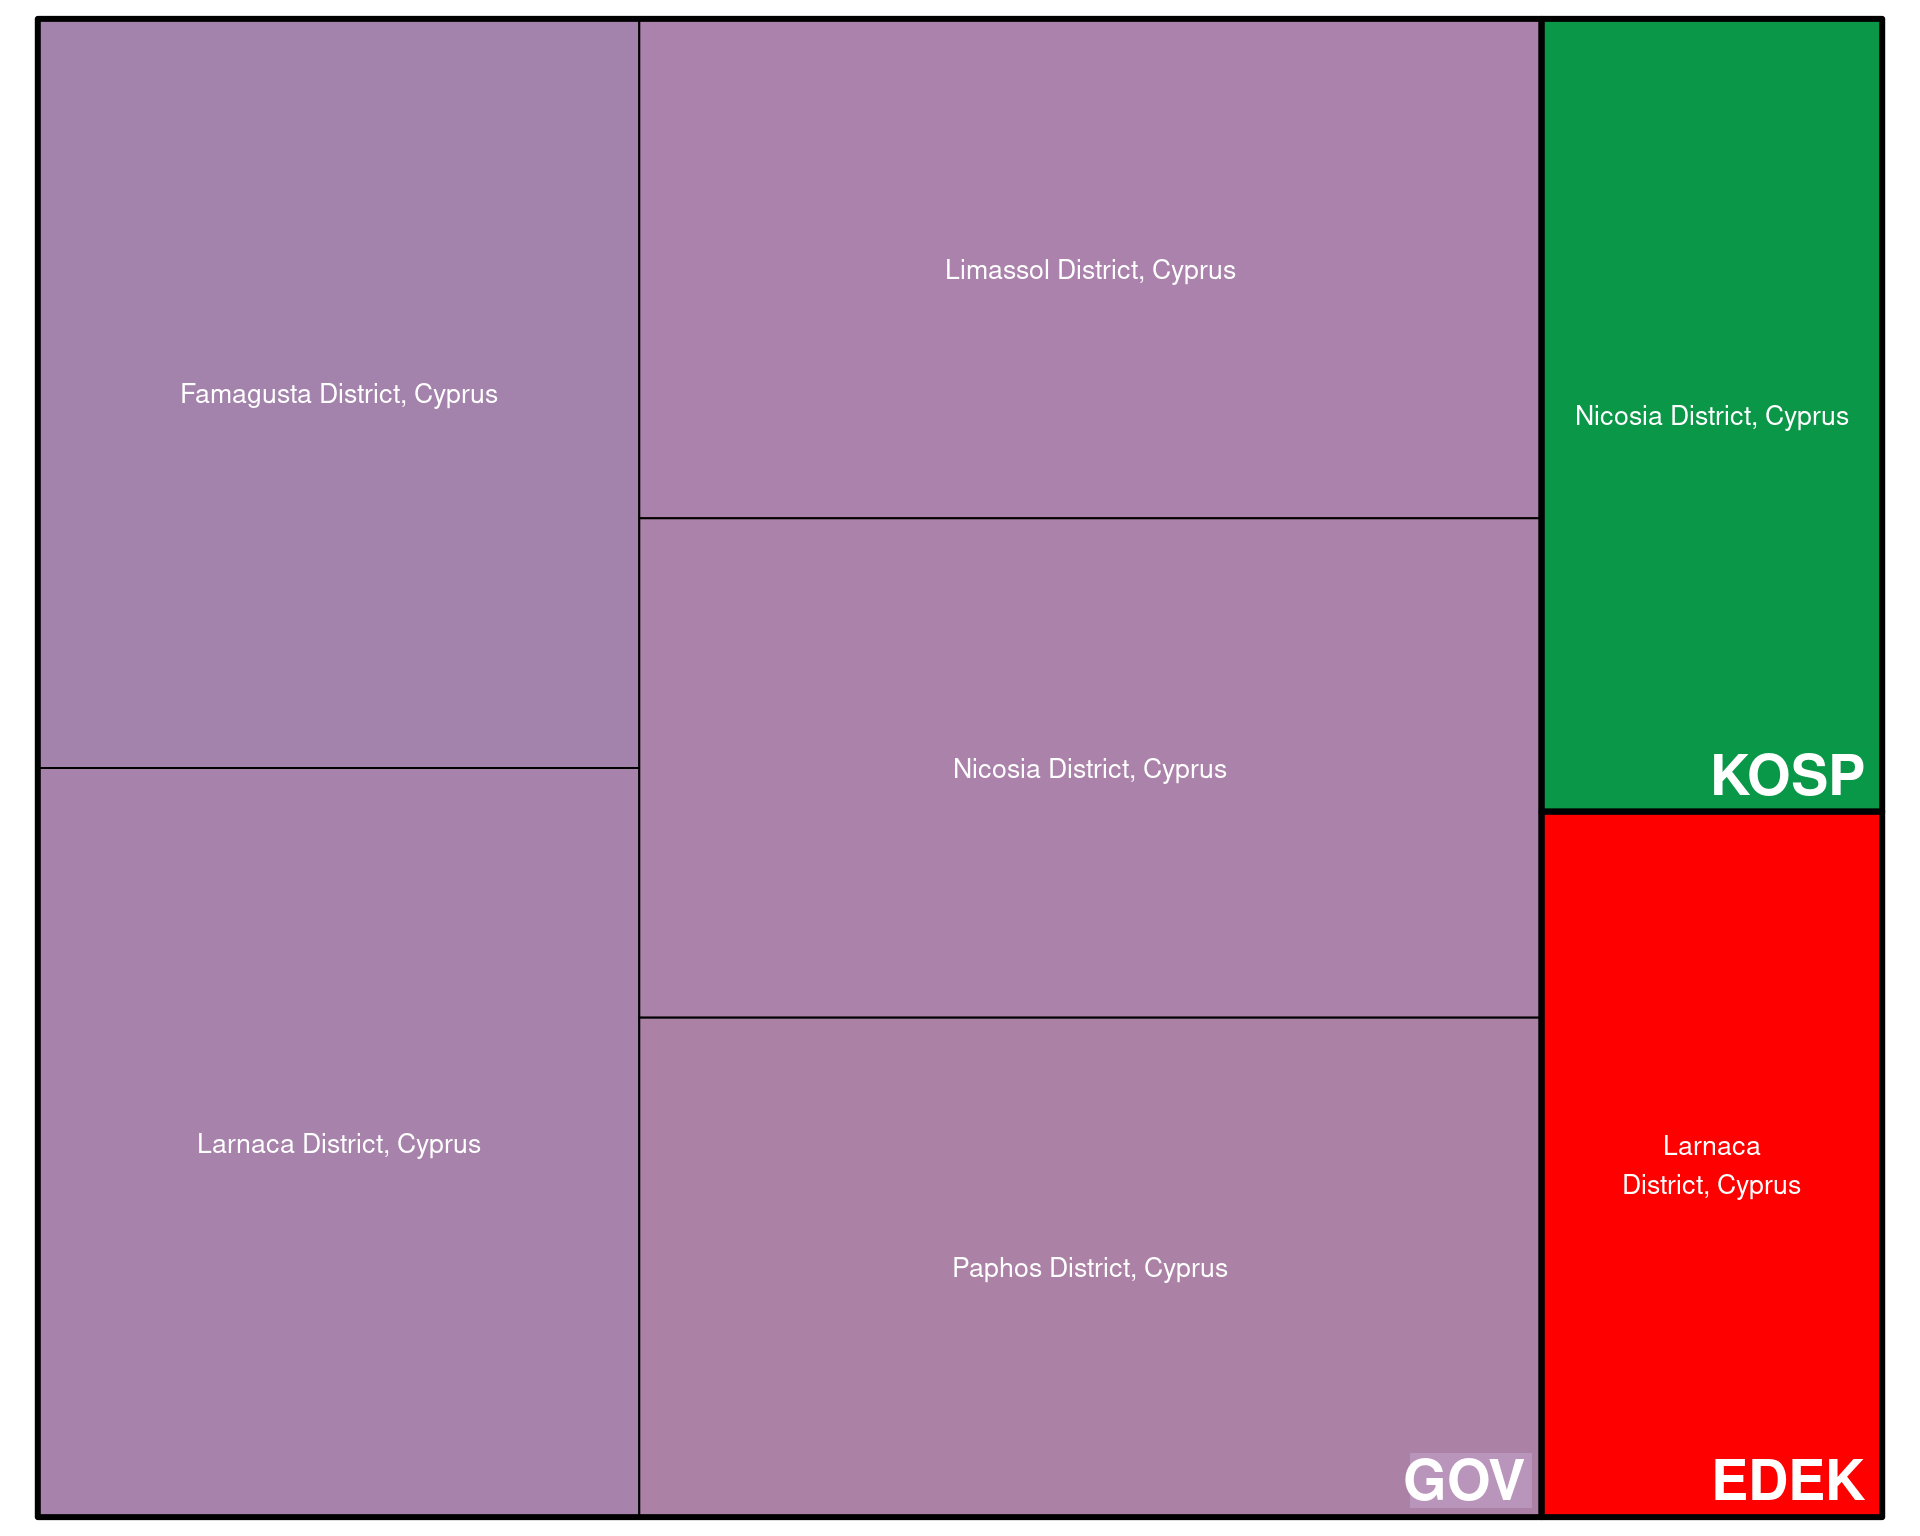 Famagusta District, Cyprus
Larnaca District, Cyprus
Limassol District, Cyprus
Nicosia District, Cyprus
Paphos District, Cyprus
GOV
Nicosia District, Cyprus
KOSP
Larnaca
District, Cyprus
EDEK